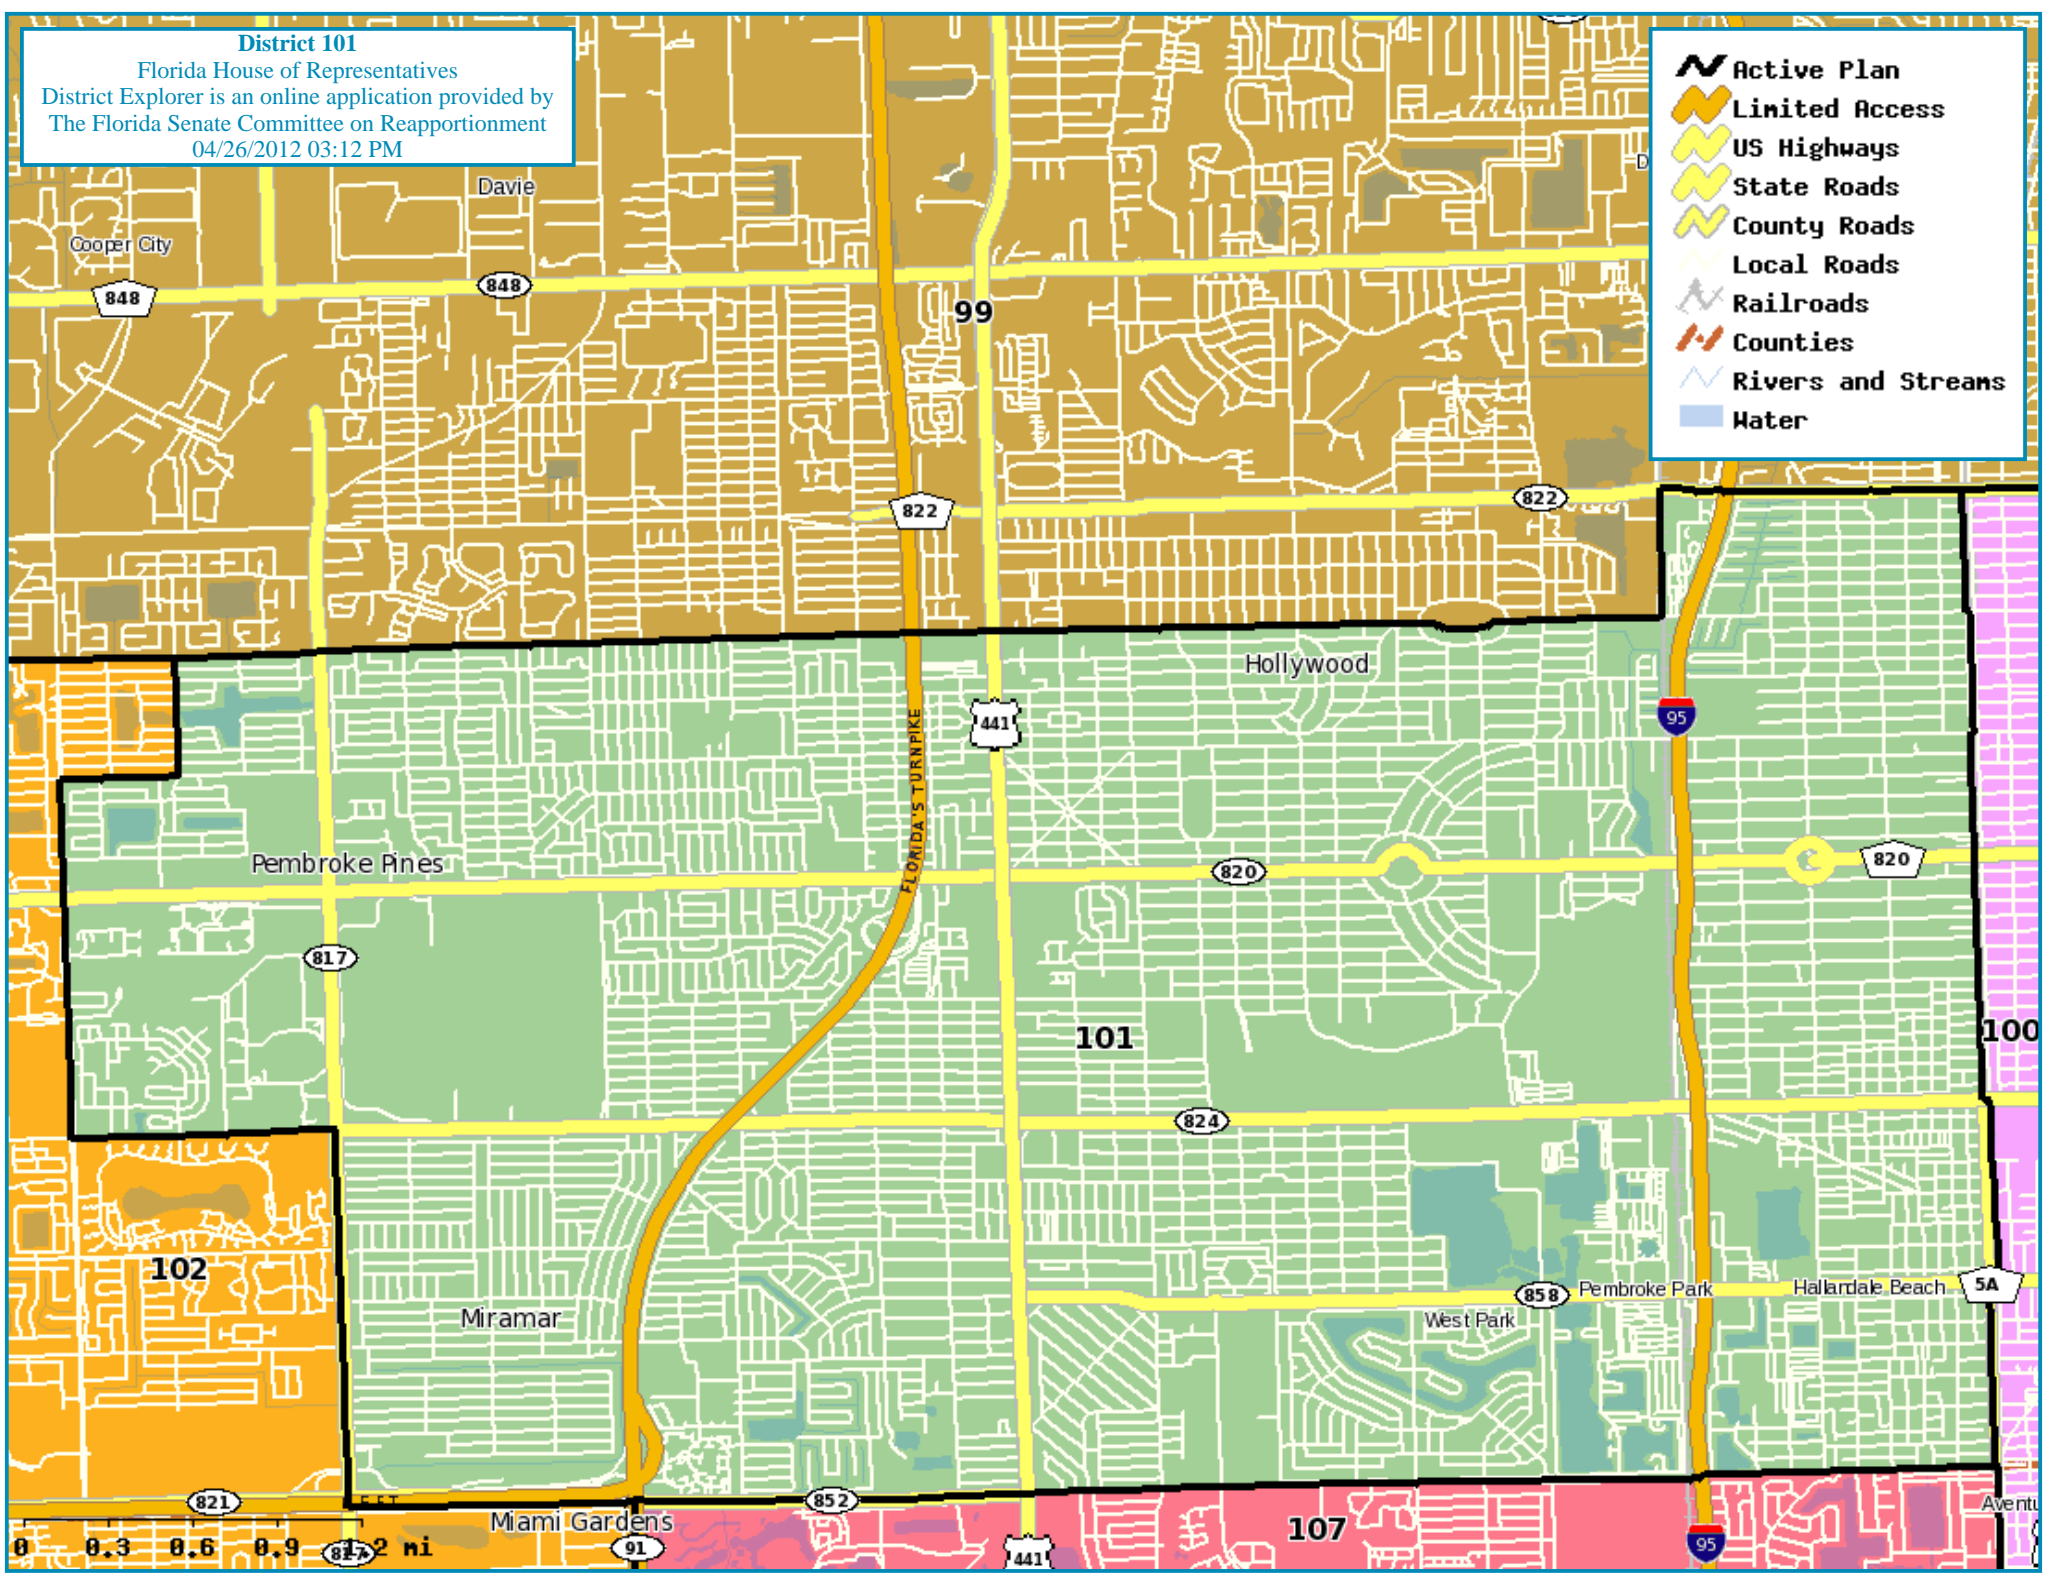 District 101
Florida House of Representatives
District Explorer is an online application provided by
The Florida Senate Committee on Reapportionment
04/26/2012 03:12 PM
Active Plan
Limited Access
US Highways
State Roads
County Roads
Local Roads
Railroads
Counties
Rivers and Streams
Water
Davie
Cooper City
848
848
99
822
822
Hollywood
441
95
FLORIDA'S TURNPIKE
Pembroke Pines
820
820
817
101
100
824
102
5A
858
Pembroke Park
Hallandale Beach
Miramar
West Park
821
852
Miami Gardens
107
91
441
95
0 0.3 0.6 0.9 mi